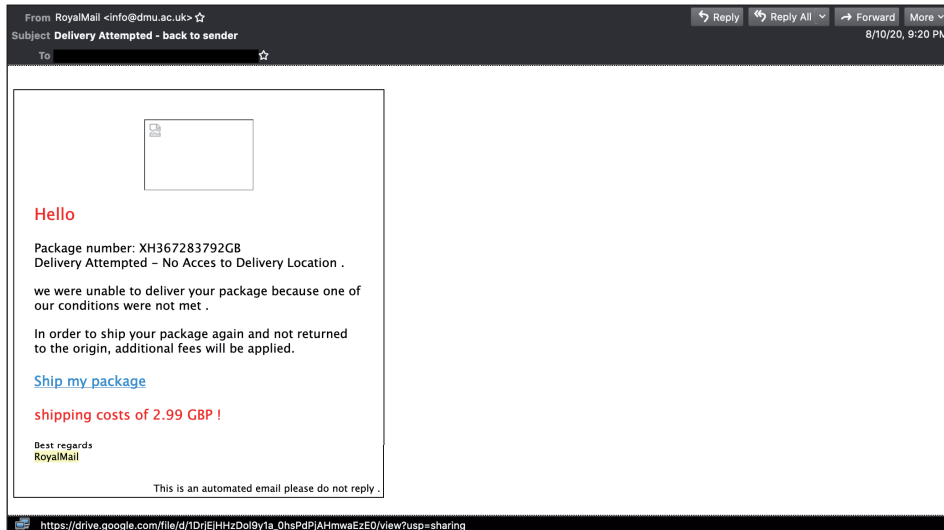 From RoyalMail <info@dmu.ac.uk>
Reply Reply All Forward More
Subject Delivery Attempted - back to sender
8/10/20, 9:20 PM
To
Hello
Package number: XH367283792GB
Delivery Attempted – No Acces to Delivery Location .
we were unable to deliver your package because one of
our conditions were not met .
In order to ship your package again and not returned
to the origin, additional fees will be applied.
Ship my package
shipping costs of 2.99 GBP !
Best regards
RoyalMail
This is an automated email please do not reply .
https://drive.google.com/file/d/1DrjEjHHzDol9y1a_0hsPdPjAHmwaEzE0/view?usp=sharing